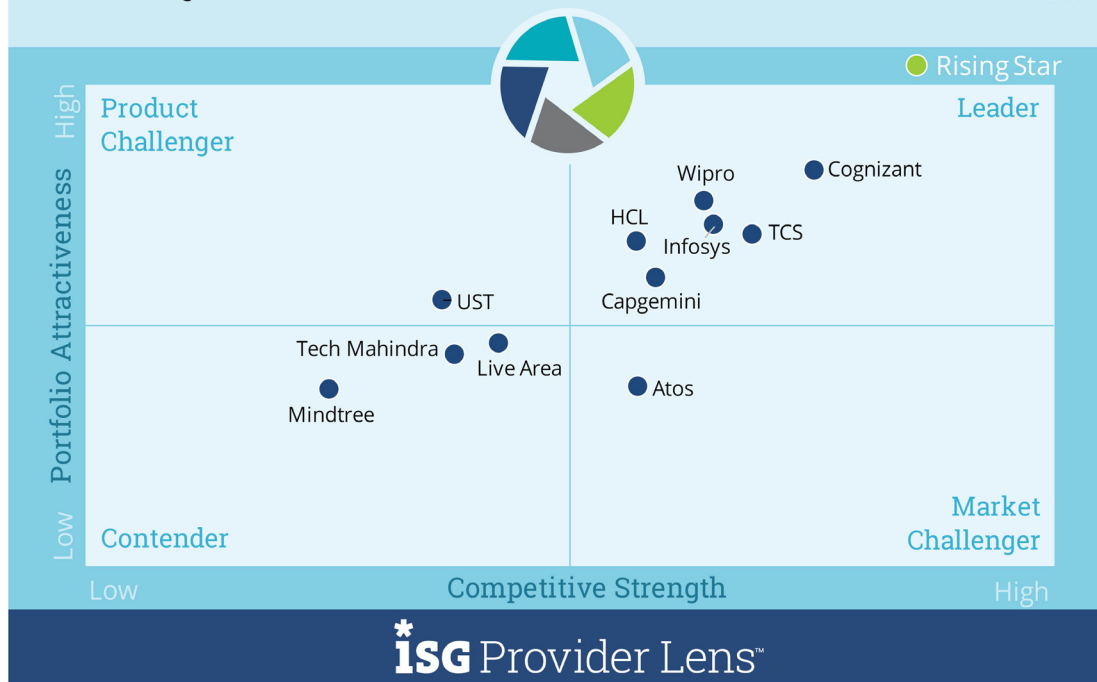 Rising Star
High
Product
Challenger
Leader
Portfolio Attractiveness
Cognizant
Wipro
HCL
TCS
Infosys
Capgemini
UST
Tech Mahindra
Live Area
Atos
Mindtree
Market
Challenger
Contender
Low
Low
Competitive Strength
High
iSG Provider Lens™